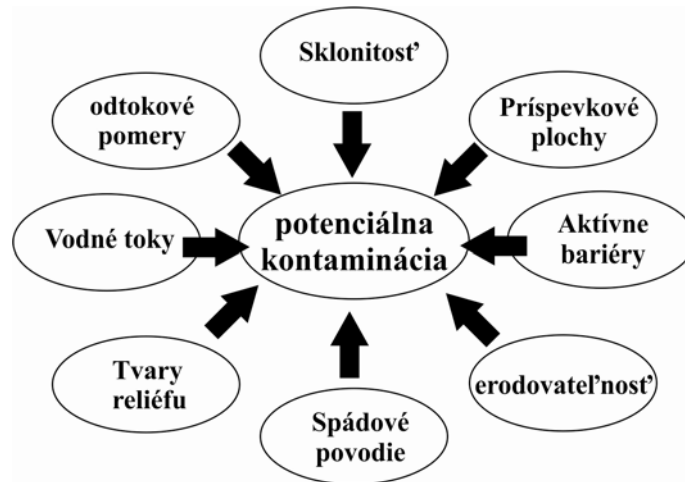 Sklonitosť
odtokové
pomery
Príspevkové
plochy
Vodné toky
potenciálna
kontaminácia
Aktívne
bariéry
Tvary
reliéfu
Spádové
povodie
erodovateľnosť